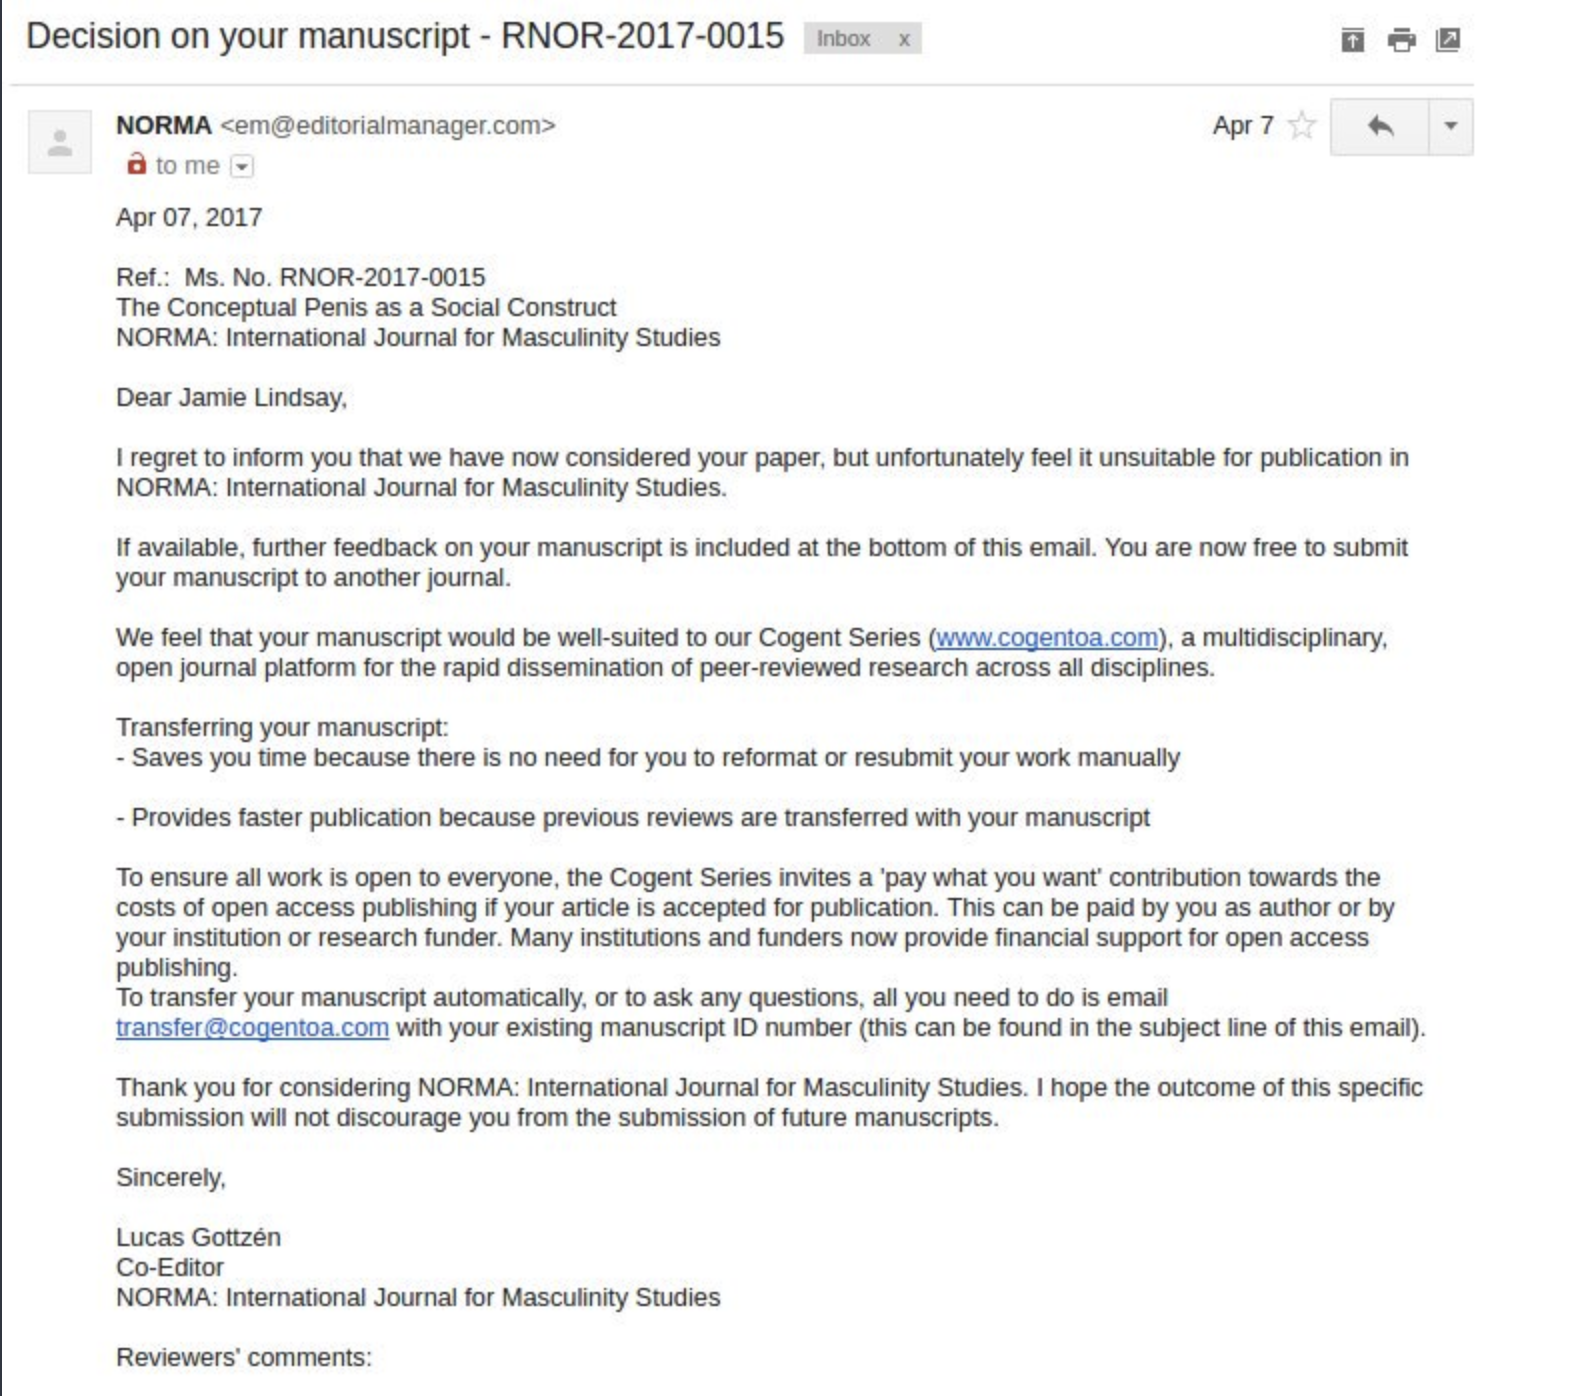 Decision on your manuscript - RNOR-2017-0015 Inbox x
NORMA <em@editorialmanager.com> Apr 7
to me
Apr 07, 2017
Ref.: Ms. No. RNOR-2017-0015
The Conceptual Penis as a Social Construct
NORMA: International Journal for Masculinity Studies
Dear Jamie Lindsay,
I regret to inform you that we have now considered your paper, but unfortunately feel it unsuitable for publication in
NORMA: International Journal for Masculinity Studies.
If available, further feedback on your manuscript is included at the bottom of this email. You are now free to submit
your manuscript to another journal.
We feel that your manuscript would be well-suited to our Cogent Series (www.cogentoa.com), a multidisciplinary,
open journal platform for the rapid dissemination of peer-reviewed research across all disciplines.
Transferring your manuscript:
- Saves you time because there is no need for you to reformat or resubmit your work manually
- Provides faster publication because previous reviews are transferred with your manuscript
To ensure all work is open to everyone, the Cogent Series invites a 'pay what you want' contribution towards the
costs of open access publishing if your article is accepted for publication. This can be paid by you as author or by
your institution or research funder. Many institutions and funders now provide financial support for open access
publishing.
To transfer your manuscript automatically, or to ask any questions, all you need to do is email
transfer@cogentoa.com with your existing manuscript ID number (this can be found in the subject line of this email).
Thank you for considering NORMA: International Journal for Masculinity Studies. I hope the outcome of this specific
submission will not discourage you from the submission of future manuscripts.
Sincerely,
Lucas Gottzén
Co-Editor
NORMA: International Journal for Masculinity Studies
Reviewers' comments: